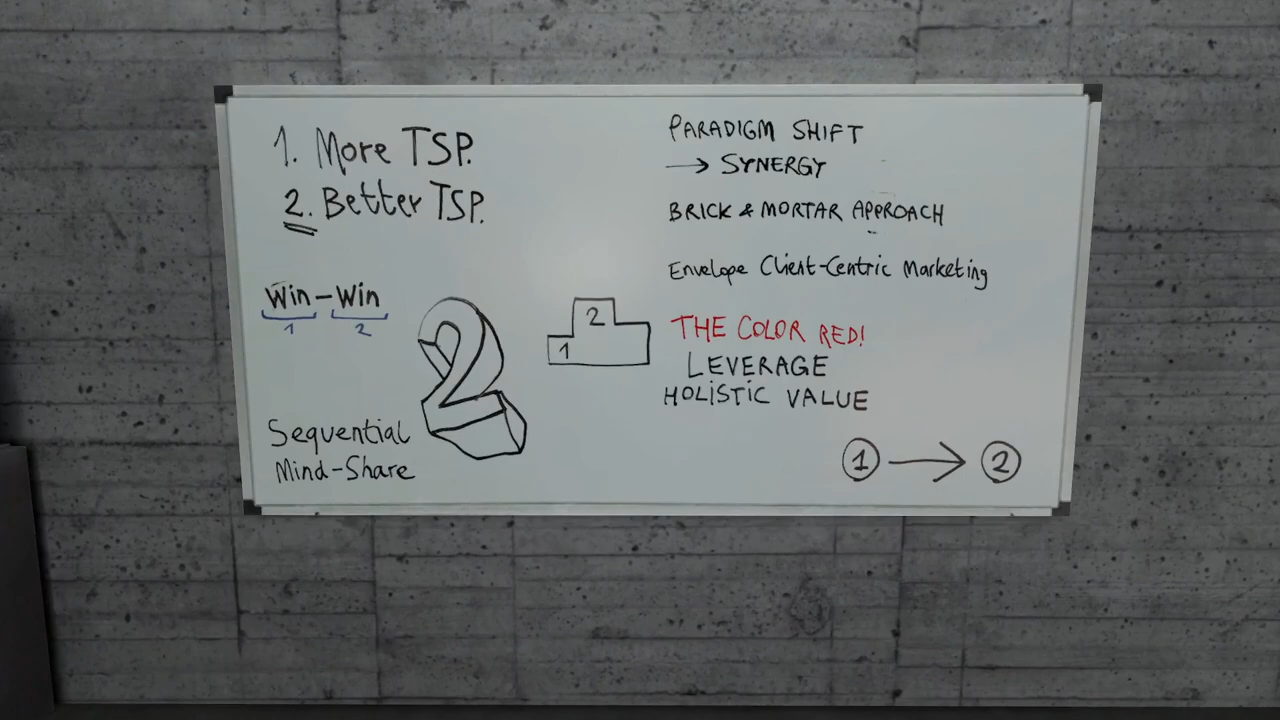 1. More TSP.
2. Better TSP.
Win-Win
1 2
2
Sequential
Mind-Share
2
1
PARADIGM SHIFT
→ SYNERGY
BRICK & MORTAR APPROACH
Envelope Client-Centric Marketing
THE COLOR RED!
LEVERAGE
HOLISTIC VALUE
1 → 2